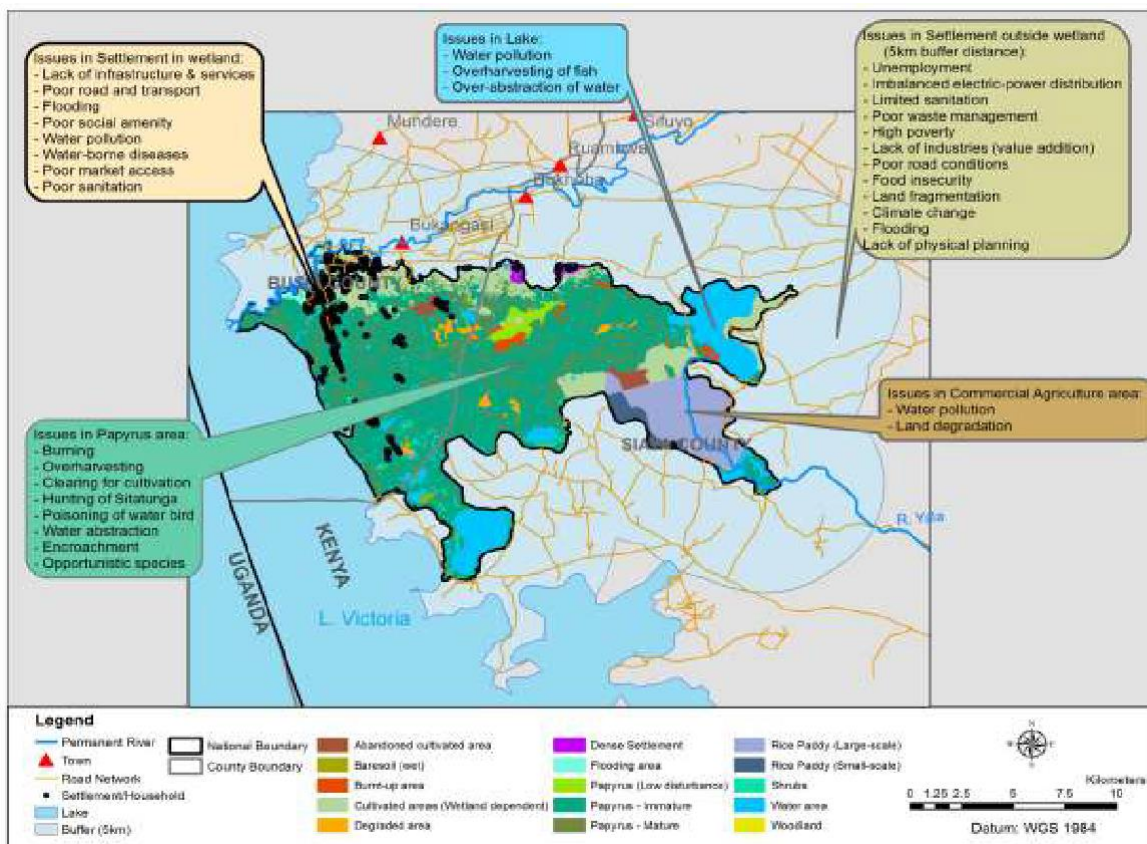 Issues in Settlement in wetland:
- Lack of infrastructure & services
- Poor road and transport
- Flooding
- Poor social amenity
- Water pollution
- Water-borne diseases
- Poor market access
- Poor sanitation
Issues in Lake:
- Water pollution
- Overharvesting of fish
- Over-abstraction of water
Issues in Settlement outside wetland
(5km buffer distance):
- Unemployment
- Imbalanced electric-power distribution
- Limited sanitation
- Poor waste management
- High poverty
- Lack of industries (value addition)
- Poor road conditions
- Food insecurity
- Land fragmentation
- Climate change
- Flooding
Lack of physical planning
Mundere
Sifuyo
Bukangasi
COUNTY
Issues in Commercial Agriculture area:
- Water pollution
- Land degradation
COUNTY
R. Yala
Issues in Papyrus area:
- Burning
- Overharvesting
- Clearing for cultivation
- Hunting of Sitatunga
- Poisoning of water bird
- Water abstraction
- Encroachment
- Opportunistic species
UGANDA
KENYA
L. Victoria
Legend
Permanent River
Town
Road Network
Settlement/Household
Lake
Buffer (5km)
National Boundary
County Boundary
Abandoned cultivated area
Baresoil (wet)
Burnt-up area
Cultivated areas (Wetland dependent)
Degraded area
Dense Settlement
Flooding area
Papyrus (Low disturbance)
Papyrus - Immature
Papyrus - Mature
Rice Paddy (Large-scale)
Rice Paddy (Small-scale)
Shrubs
Water area
Woodland
N
W E
S
Kilometers
0 1.25 2.5 5 7.5 10
Datum: WGS 1984